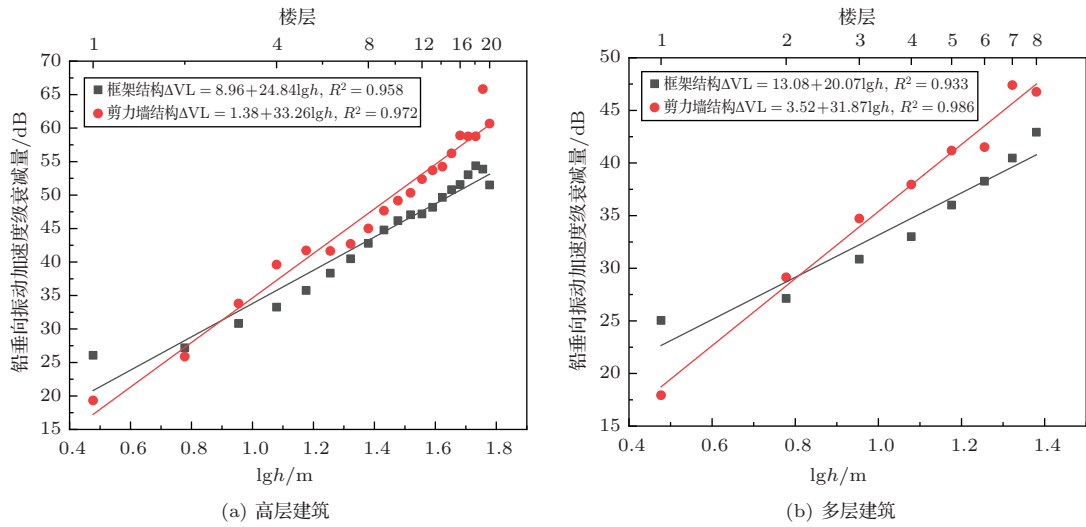 楼层
1 4 8 12 16 20
70
65
60
55
50
45
40
35
30
25
20
15
铅垂向振动加速度级衰减量/dB
框架结构ΔVL = 8.96+24.84lgh, R² = 0.958
剪力墙结构ΔVL = 1.38+33.26lgh, R² = 0.972
0.4 0.6 0.8 1.0 1.2 1.4 1.6 1.8
lgh/m
(a) 高层建筑
楼层
1 2 3 4 5 6 7 8
50
45
40
35
30
25
20
15
铅垂向振动加速度级衰减量/dB
框架结构ΔVL = 13.08+20.07lgh, R² = 0.933
剪力墙结构ΔVL = 3.52+31.87lgh, R² = 0.986
0.4 0.6 0.8 1.0 1.2 1.4
lgh/m
(b) 多层建筑